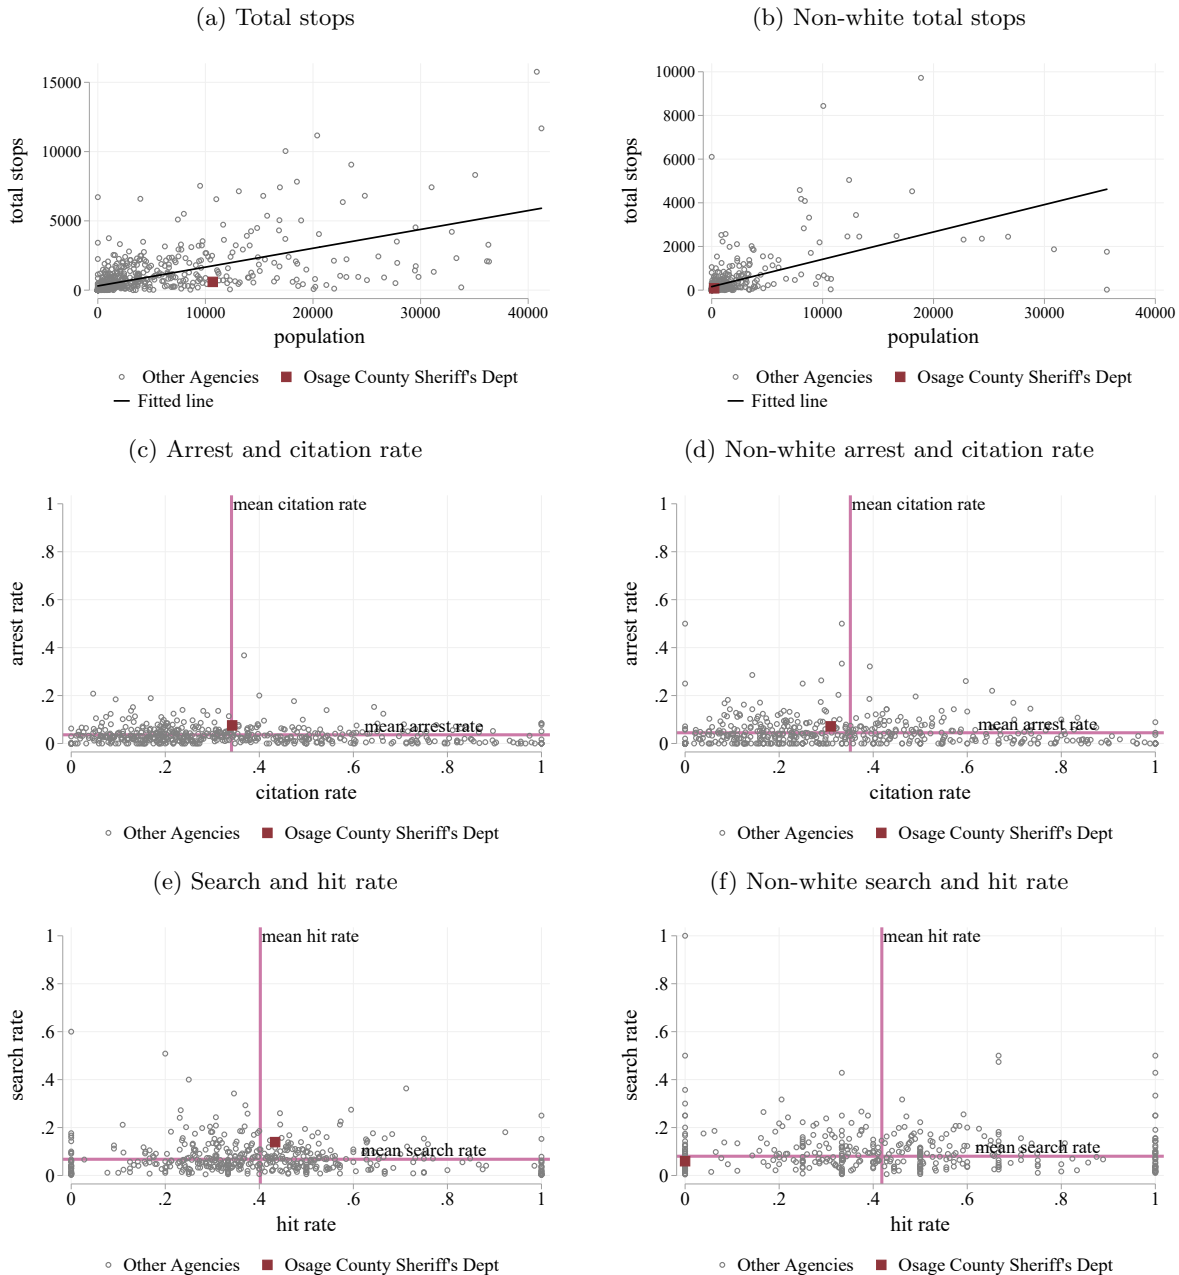 (a) Total stops
(b) Non-white total stops
15000
10000
5000
0
total stops
0 10000 20000 30000 40000
population
Other Agencies Osage County Sheriff's Dept
Fitted line
10000
8000
6000
4000
2000
0
total stops
0 10000 20000 30000 40000
population
Other Agencies Osage County Sheriff's Dept
Fitted line
(c) Arrest and citation rate
(d) Non-white arrest and citation rate
1
.8
.6
.4
.2
0
arrest rate
mean citation rate
mean arrest rate
0 .2 .4 .6 .8 1
citation rate
Other Agencies Osage County Sheriff's Dept
1
.8
.6
.4
.2
0
arrest rate
mean citation rate
mean arrest rate
0 .2 .4 .6 .8 1
citation rate
Other Agencies Osage County Sheriff's Dept
(e) Search and hit rate
(f) Non-white search and hit rate
1
.8
.6
.4
.2
0
search rate
mean hit rate
mean search rate
0 .2 .4 .6 .8 1
hit rate
Other Agencies Osage County Sheriff's Dept
1
.8
.6
.4
.2
0
search rate
mean hit rate
mean search rate
0 .2 .4 .6 .8 1
hit rate
Other Agencies Osage County Sheriff's Dept